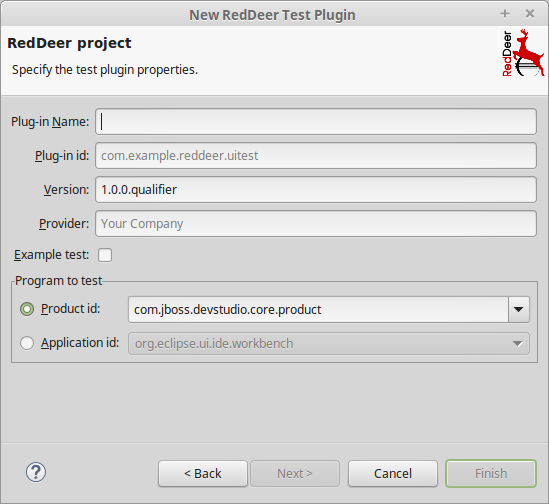 New RedDeer Test Plugin
RedDeer project
Specify the test plugin properties.
RedDeer
Plug-in Name:
Plug-in id: com.example.reddeer.uitest
Version: 1.0.0.qualifier
Provider: Your Company
Example test:
Program to test
Product id: com.jboss.devstudio.core.product
Application id: org.eclipse.ui.ide.workbench
? < Back Next > Cancel Finish